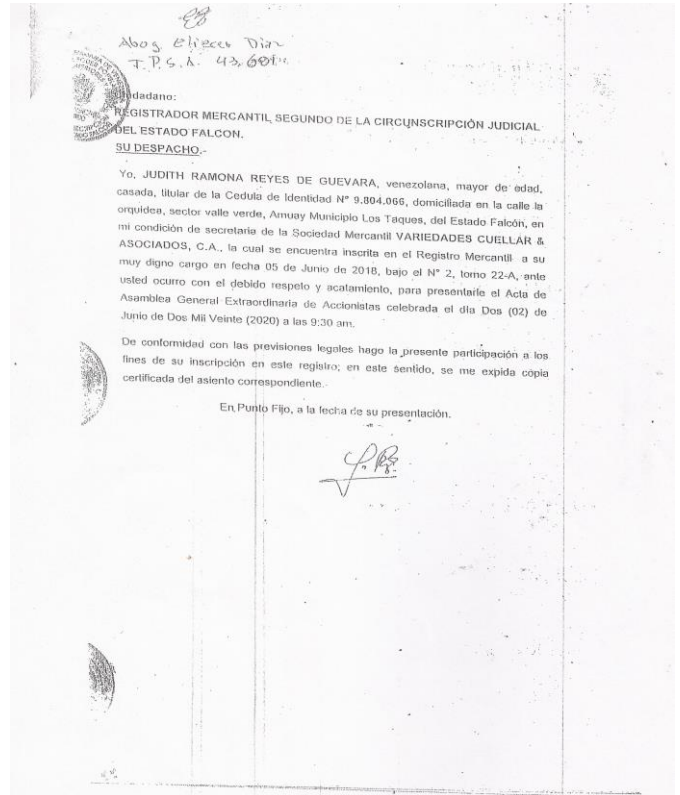 Abog. Eliecer Diaz
I.P.S.A. 43,601
Ciudadano:
REGISTRADOR MERCANTIL SEGUNDO DE LA CIRCUNSCRIPCIÓN JUDICIAL
DEL ESTADO FALCON.
SU DESPACHO.-
Yo, JUDITH RAMONA REYES DE GUEVARA, venezolana, mayor de edad,
casada, titular de la Cedula de Identidad N° 9.804.066, domiciliada en la calle la
orquidea, sector valle verde, Amuay Municipio Los Taques, del Estado Falcón, en
mi condición de secretaria de la Sociedad Mercantil VARIEDADES CUELLAR &
ASOCIADOS, C.A., la cual se encuentra inscrita en el Registro Mercantil a su
muy digno cargo en fecha 05 de Junio de 2018, bajo el N° 2, tomo 22-A, ante
usted ocurro con el debido respeto y acatamiento, para presentarle el Acta de
Asamblea General Extraordinaria de Accionistas celebrada el día Dos (02) de
Junio de Dos Mil Veinte (2020) a las 9:30 am.
De conformidad con las previsiones legales hago la presente participación a los
fines de su inscripción en este registro; en este sentido, se me expida copia
certificada del asiento correspondiente.-
En Punto Fijo, a la fecha de su presentación.